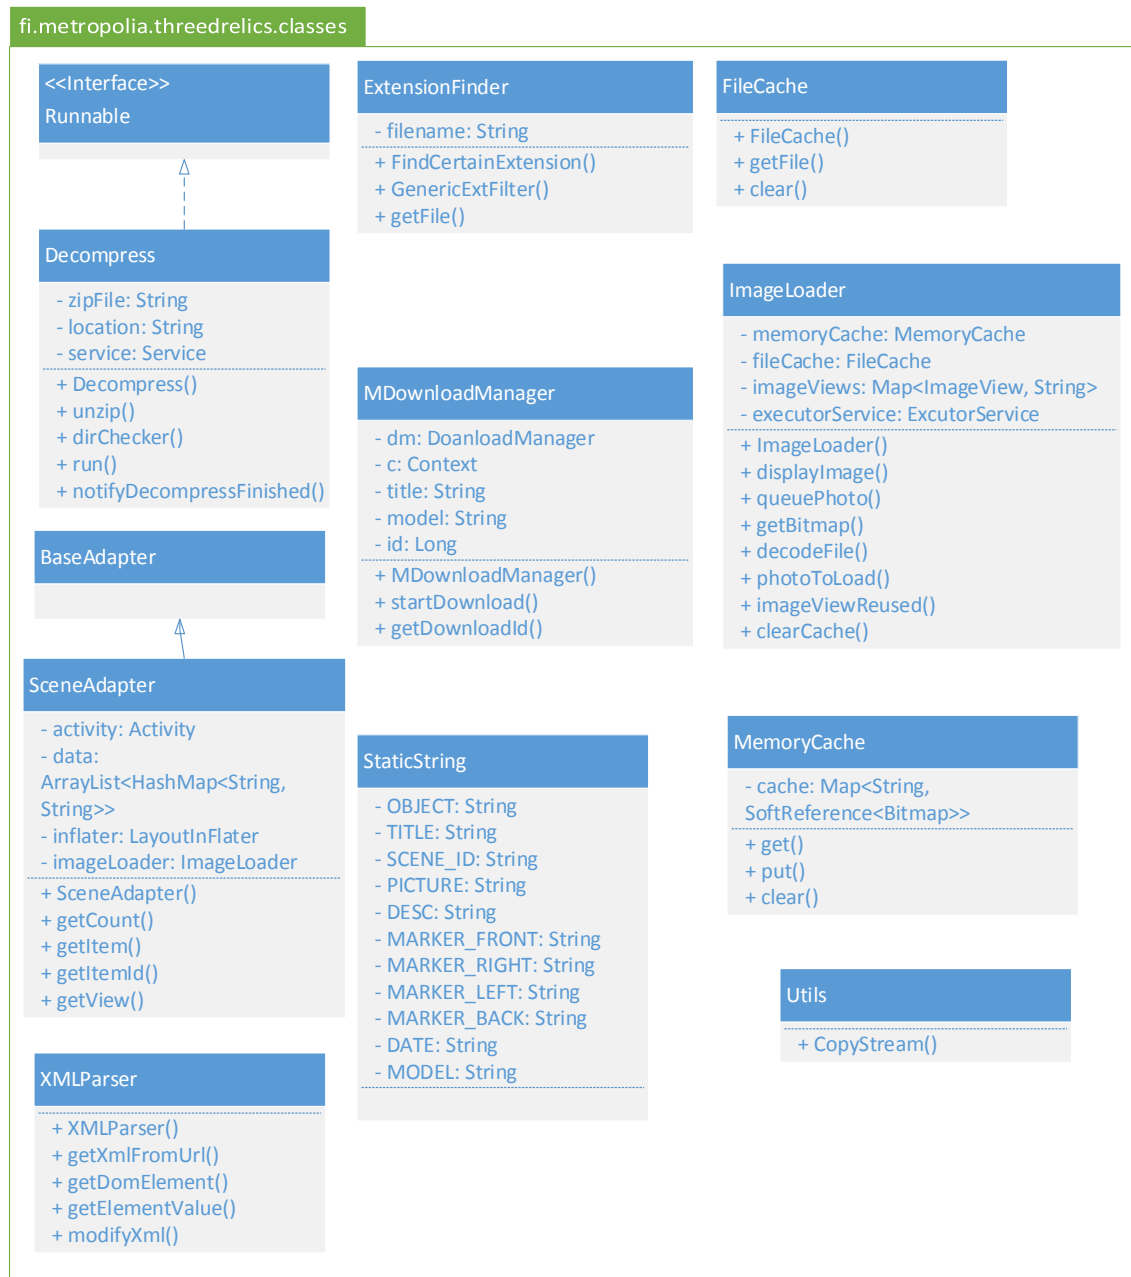 fi.metropolia.threedrelics.classes
<<Interface>>
Runnable
Decompress
- zipFile: String
- location: String
- service: Service
+ Decompress()
+ unzip()
+ dirChecker()
+ run()
+ notifyDecompressFinished()
BaseAdapter
SceneAdapter
- activity: Activity
- data:
ArrayList<HashMap<String,
String>>
- inflater: LayoutInFlater
- imageLoader: ImageLoader
+ SceneAdapter()
+ getCount()
+ getItem()
+ getItemId()
+ getView()
XMLParser
+ XMLParser()
+ getXmlFromUrl()
+ getDomElement()
+ getElementValue()
+ modifyXml()
ExtensionFinder
- filename: String
+ FindCertainExtension()
+ GenericExtFilter()
+ getFile()
MDownloadManager
- dm: DoanloadManager
- c: Context
- title: String
- model: String
- id: Long
+ MDownloadManager()
+ startDownload()
+ getDownloadId()
StaticString
- OBJECT: String
- TITLE: String
- SCENE_ID: String
- PICTURE: String
- DESC: String
- MARKER_FRONT: String
- MARKER_RIGHT: String
- MARKER_LEFT: String
- MARKER_BACK: String
- DATE: String
- MODEL: String
FileCache
+ FileCache()
+ getFile()
+ clear()
ImageLoader
- memoryCache: MemoryCache
- fileCache: FileCache
- imageViews: Map<ImageView, String>
- executorService: ExcutorService
+ ImageLoader()
+ displayImage()
+ queuePhoto()
+ getBitmap()
+ decodeFile()
+ photoToLoad()
+ imageViewReused()
+ clearCache()
MemoryCache
- cache: Map<String,
SoftReference<Bitmap>>
+ get()
+ put()
+ clear()
Utils
+ CopyStream()